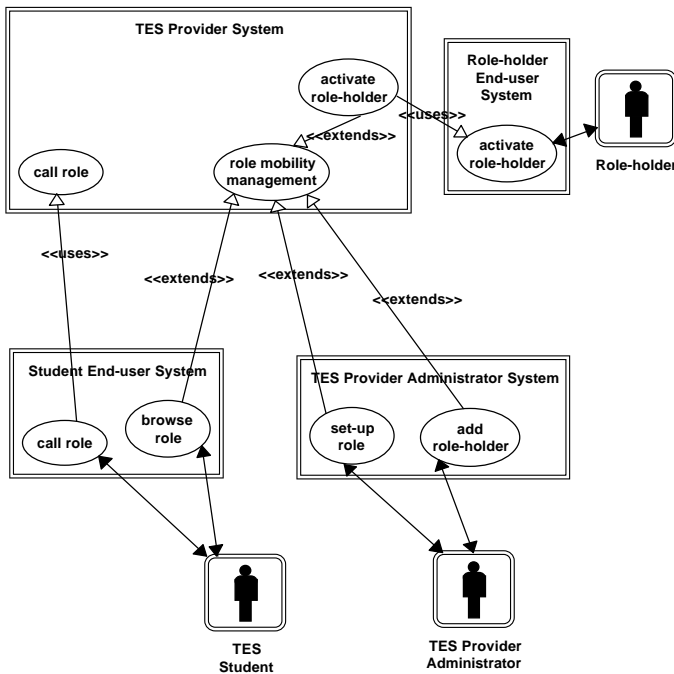 TES Provider System
activate
role-holder
<<extends>>
<<uses>>
Role-holder
End-user
System
activate
role-holder
Role-holder
call role
role mobility
management
<<uses>>
<<extends>>
<<extends>>
<<extends>>
Student End-user System
call role
browse
role
TES Provider Administrator System
set-up
role
add
role-holder
TES
Student
TES Provider
Administrator